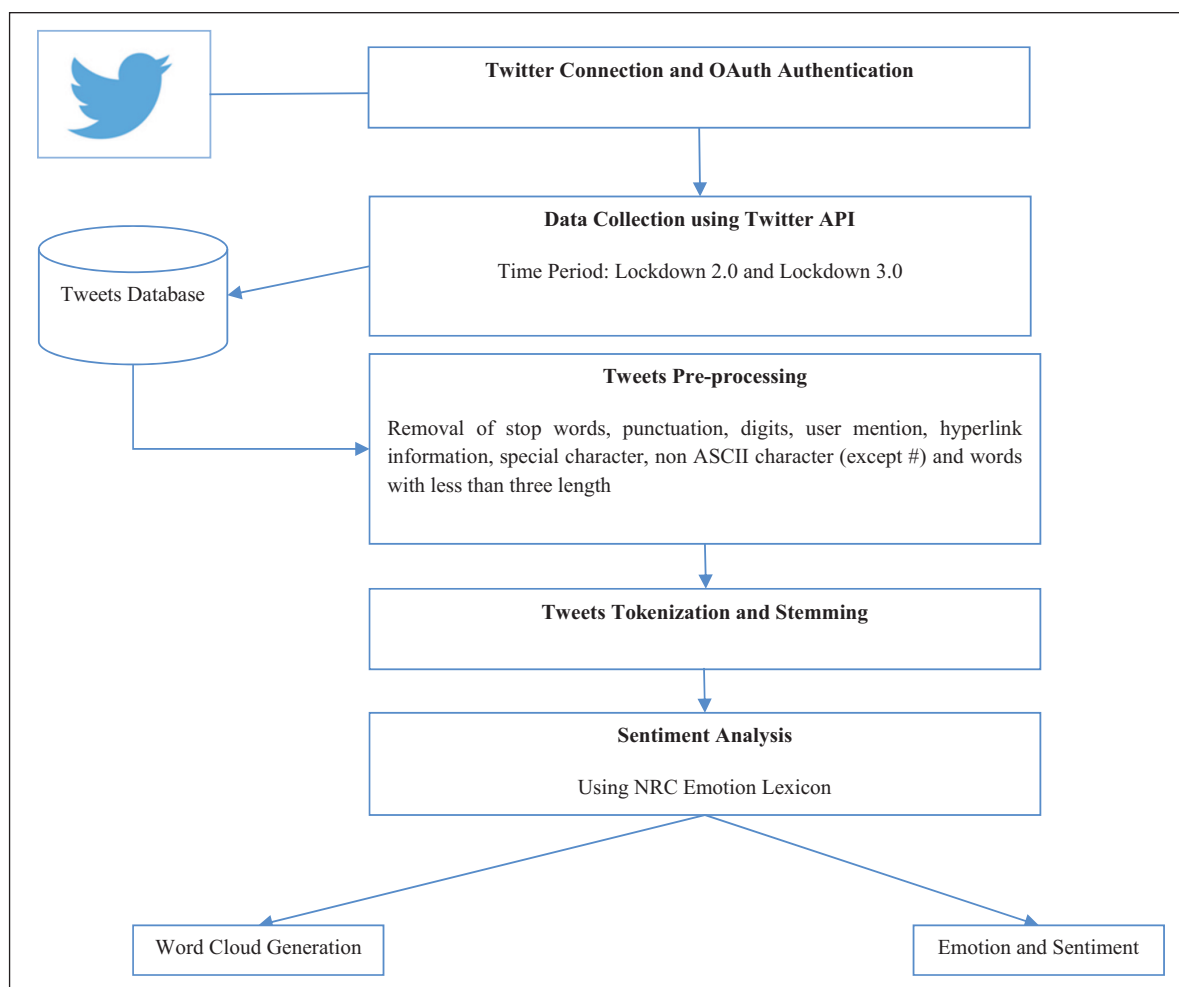 Twitter Connection and OAuth Authentication
Data Collection using Twitter API
Time Period: Lockdown 2.0 and Lockdown 3.0
Tweets Database
Tweets Pre-processing
Removal of stop words, punctuation, digits, user mention, hyperlink
information, special character, non ASCII character (except #) and words
with less than three length
Tweets Tokenization and Stemming
Sentiment Analysis
Using NRC Emotion Lexicon
Word Cloud Generation
Emotion and Sentiment